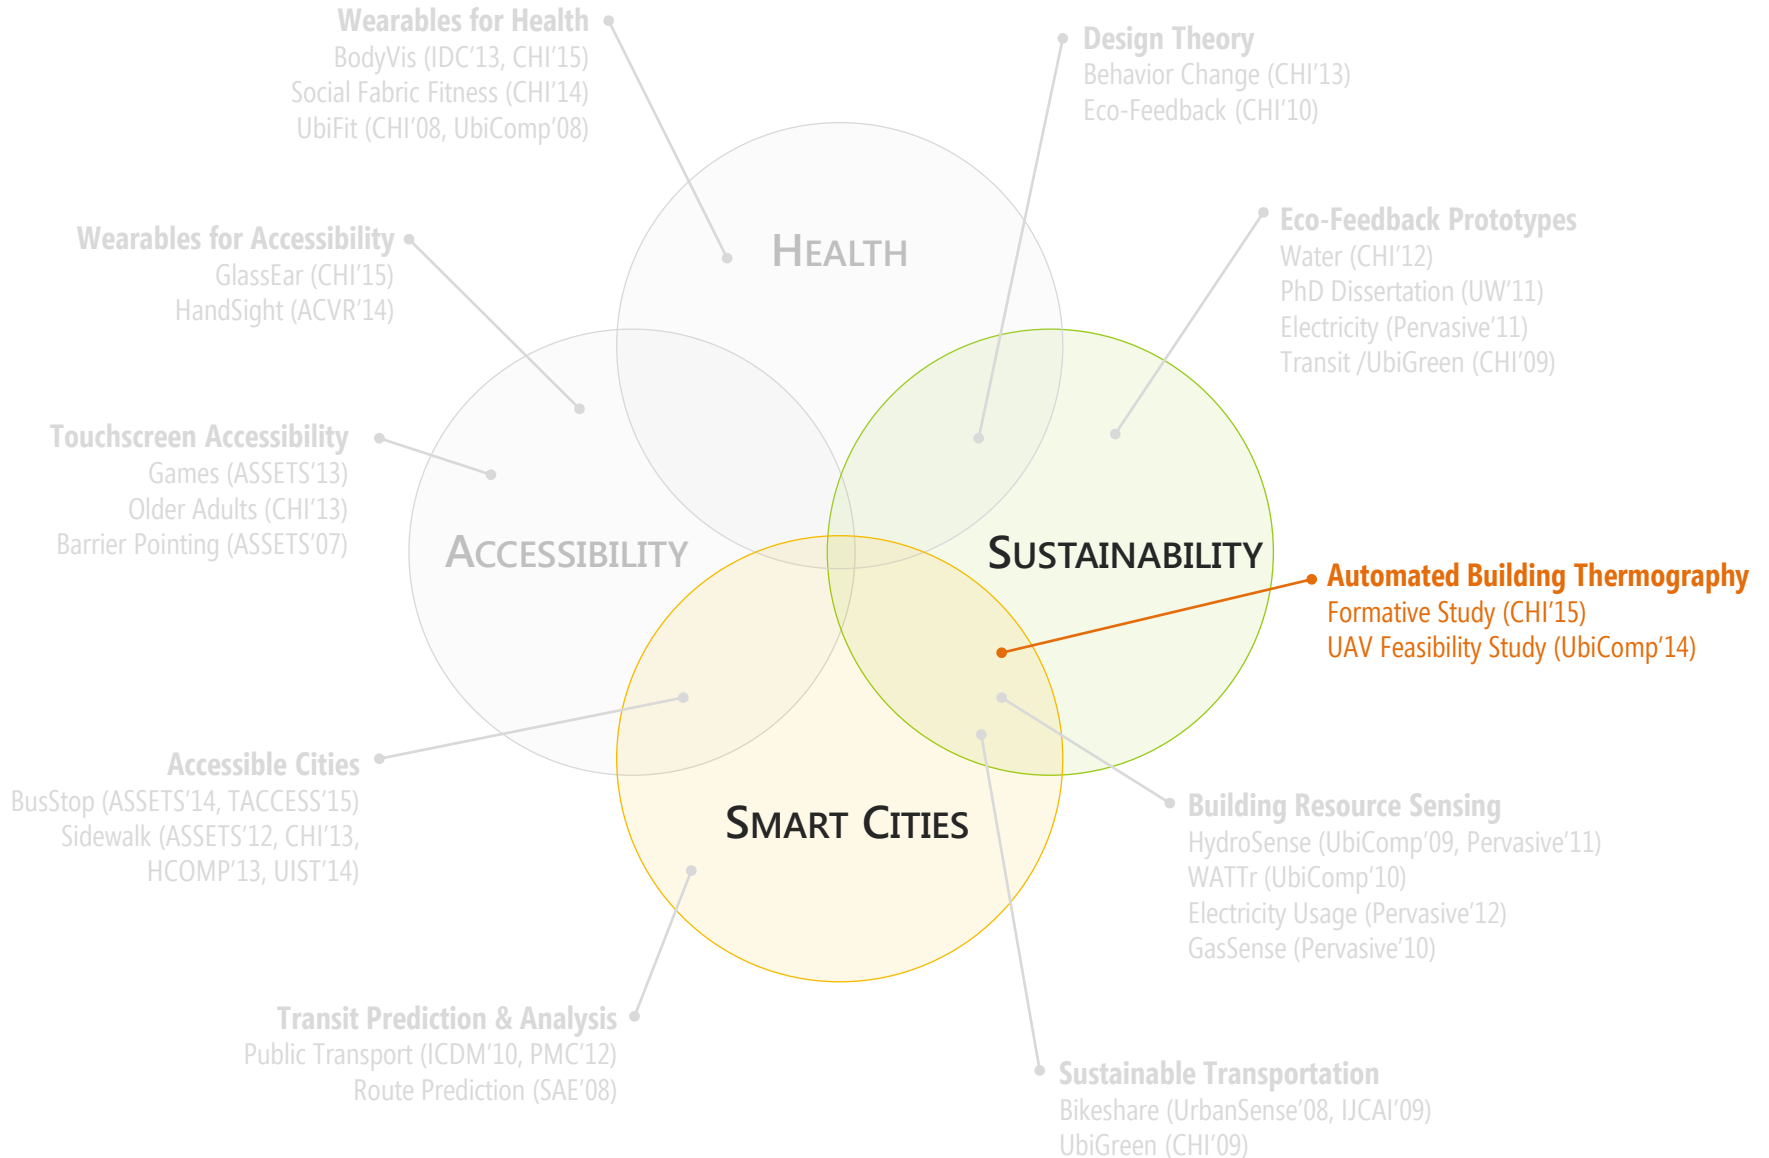 Wearables for Health
BodyVis (IDC'13, CHI'15)
Social Fabric Fitness (CHI'14)
UbiFit (CHI'08, UbiComp'08)
Design Theory
Behavior Change (CHI'13)
Eco-Feedback (CHI'10)
Wearables for Accessibility
GlassEar (CHI'15)
HandSight (ACVR'14)
HEALTH
Eco-Feedback Prototypes
Water (CHI'12)
PhD Dissertation (UW'11)
Electricity (Pervasive'11)
Transit /UbiGreen (CHI'09)
Touchscreen Accessibility
Games (ASSETS'13)
Older Adults (CHI'13)
Barrier Pointing (ASSETS'07)
ACCESSIBILITY
SUSTAINABILITY
Automated Building Thermography
Formative Study (CHI'15)
UAV Feasibility Study (UbiComp'14)
Accessible Cities
BusStop (ASSETS'14, TACCESS'15)
Sidewalk (ASSETS'12, CHI'13,
HCOMP'13, UIST'14)
SMART CITIES
Building Resource Sensing
HydroSense (UbiComp'09, Pervasive'11)
WATTr (UbiComp'10)
Electricity Usage (Pervasive'12)
GasSense (Pervasive'10)
Transit Prediction & Analysis
Public Transport (ICDM'10, PMC'12)
Route Prediction (SAE'08)
Sustainable Transportation
Bikeshare (UrbanSense'08, IJCAI'09)
UbiGreen (CHI'09)